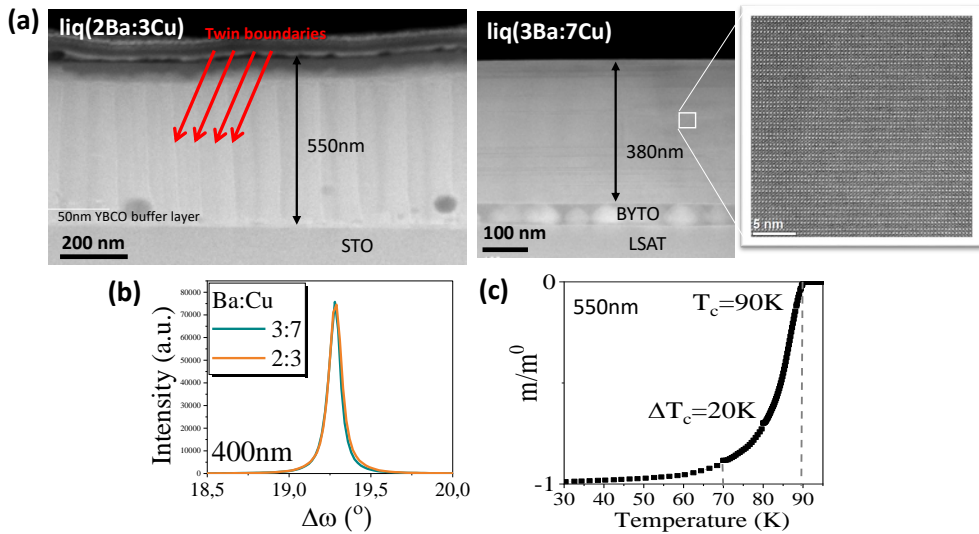 (a)
liq(2Ba:3Cu)
Twin boundaries
550nm
50nm YBCO buffer layer
200 nm
STO
liq(3Ba:7Cu)
380nm
BYTO
100 nm
LSAT
5 nm
(b)
Ba:Cu
3:7
2:3
400nm
Intensity (a.u.)
80000
70000
60000
50000
40000
30000
20000
10000
0
18,5
19,0
19,5
20,0
Δω (°)
(c)
550nm
Tc=90K
ΔTc=20K
m/m⁰
0
-1
30
40
50
60
70
80
90
Temperature (K)